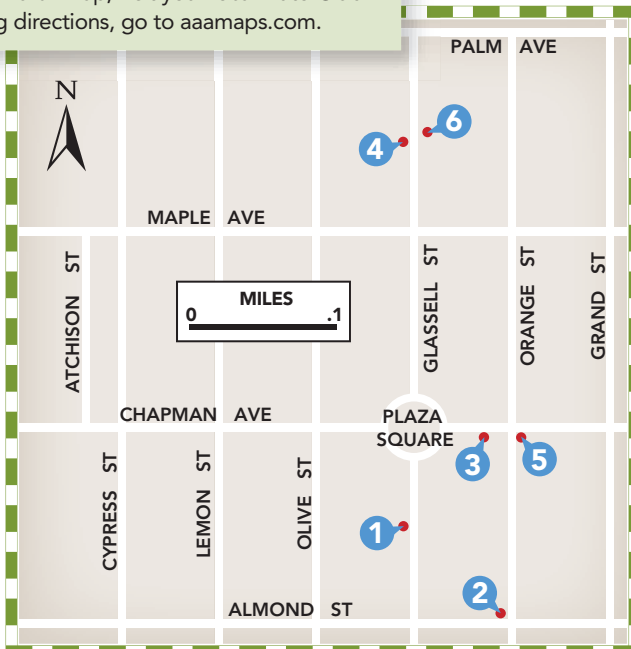 g directions, go to aaamaps.com.
PALM AVE
N
6
4
MAPLE AVE
ATCHISON ST
GLASSELL ST
ORANGE ST
GRAND ST
MILES
0 .1
CHAPMAN AVE
PLAZA
SQUARE
3
5
CYPRESS ST
LEMON ST
OLIVE ST
1
2
ALMOND ST